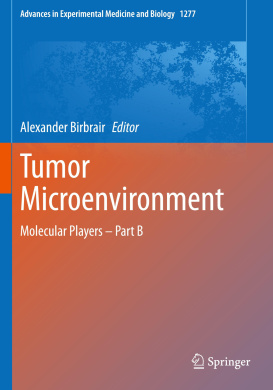 Advances in Experimental Medicine and Biology 1277
Alexander Birbrair Editor
Tumor
Microenvironment
Molecular Players – Part B
Springer